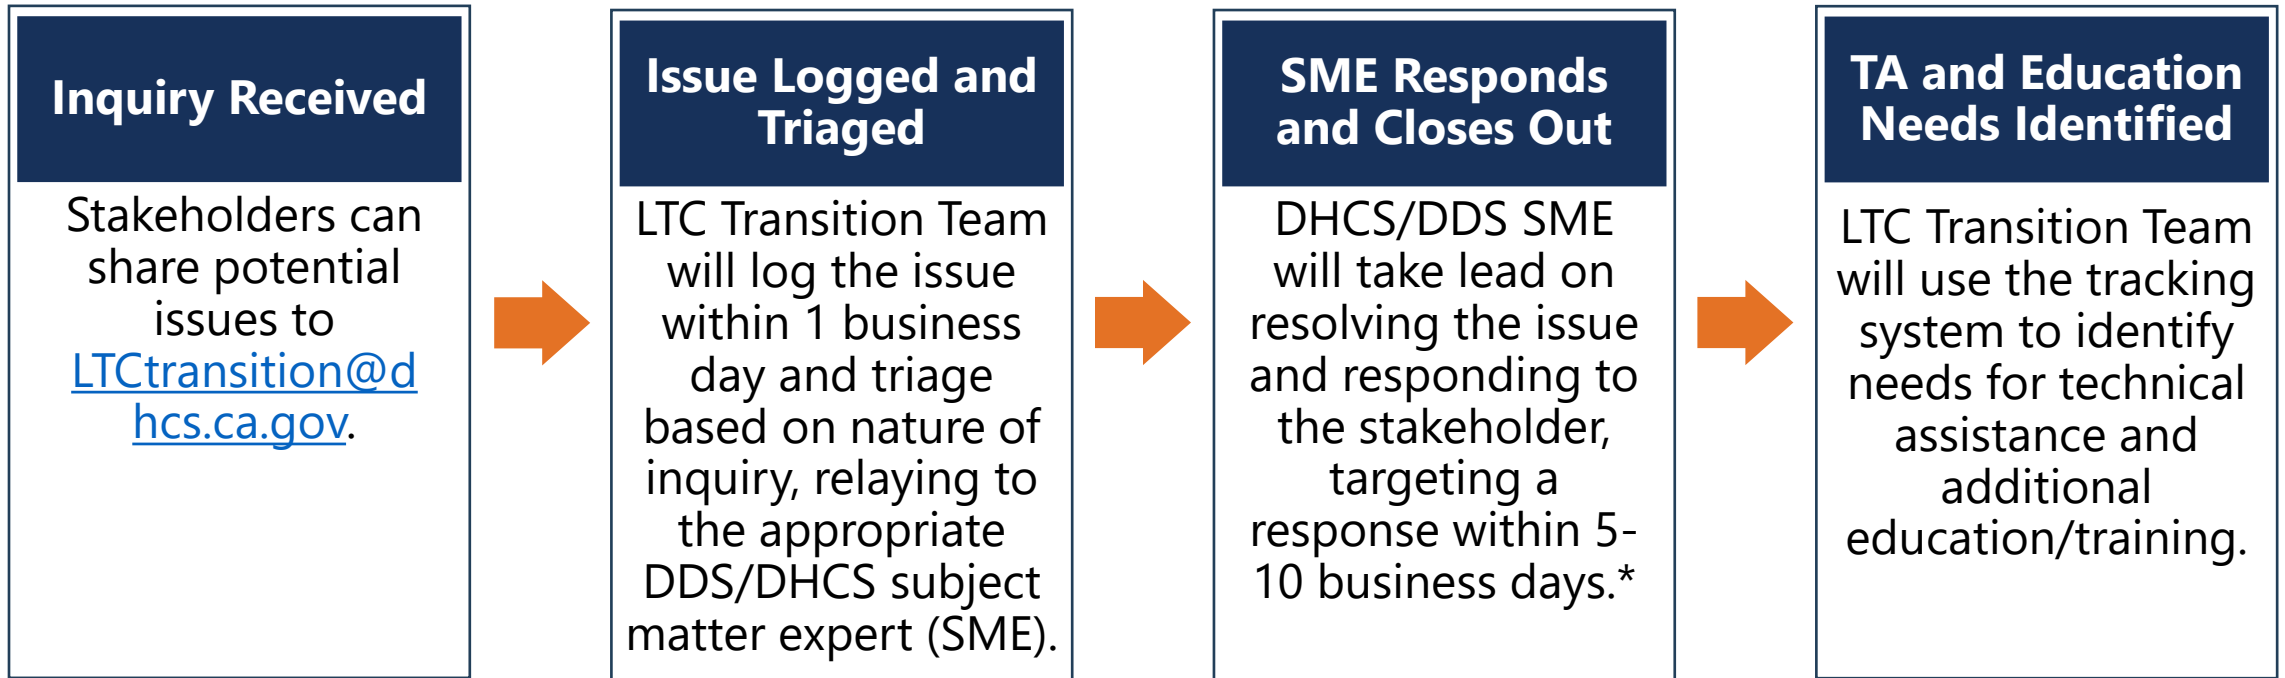 Inquiry Received
Stakeholders can
share potential
issues to
LTCtransition@d
hcs.ca.gov.
Issue Logged and
Triaged
LTC Transition Team
will log the issue
within 1 business
day and triage
based on nature of
inquiry, relaying to
the appropriate
DDS/DHCS subject
matter expert (SME).
SME Responds
and Closes Out
DHCS/DDS SME
will take lead on
resolving the issue
and responding to
the stakeholder,
targeting a
response within 5-
10 business days.*
TA and Education
Needs Identified
LTC Transition Team
will use the tracking
system to identify
needs for technical
assistance and
additional
education/training.